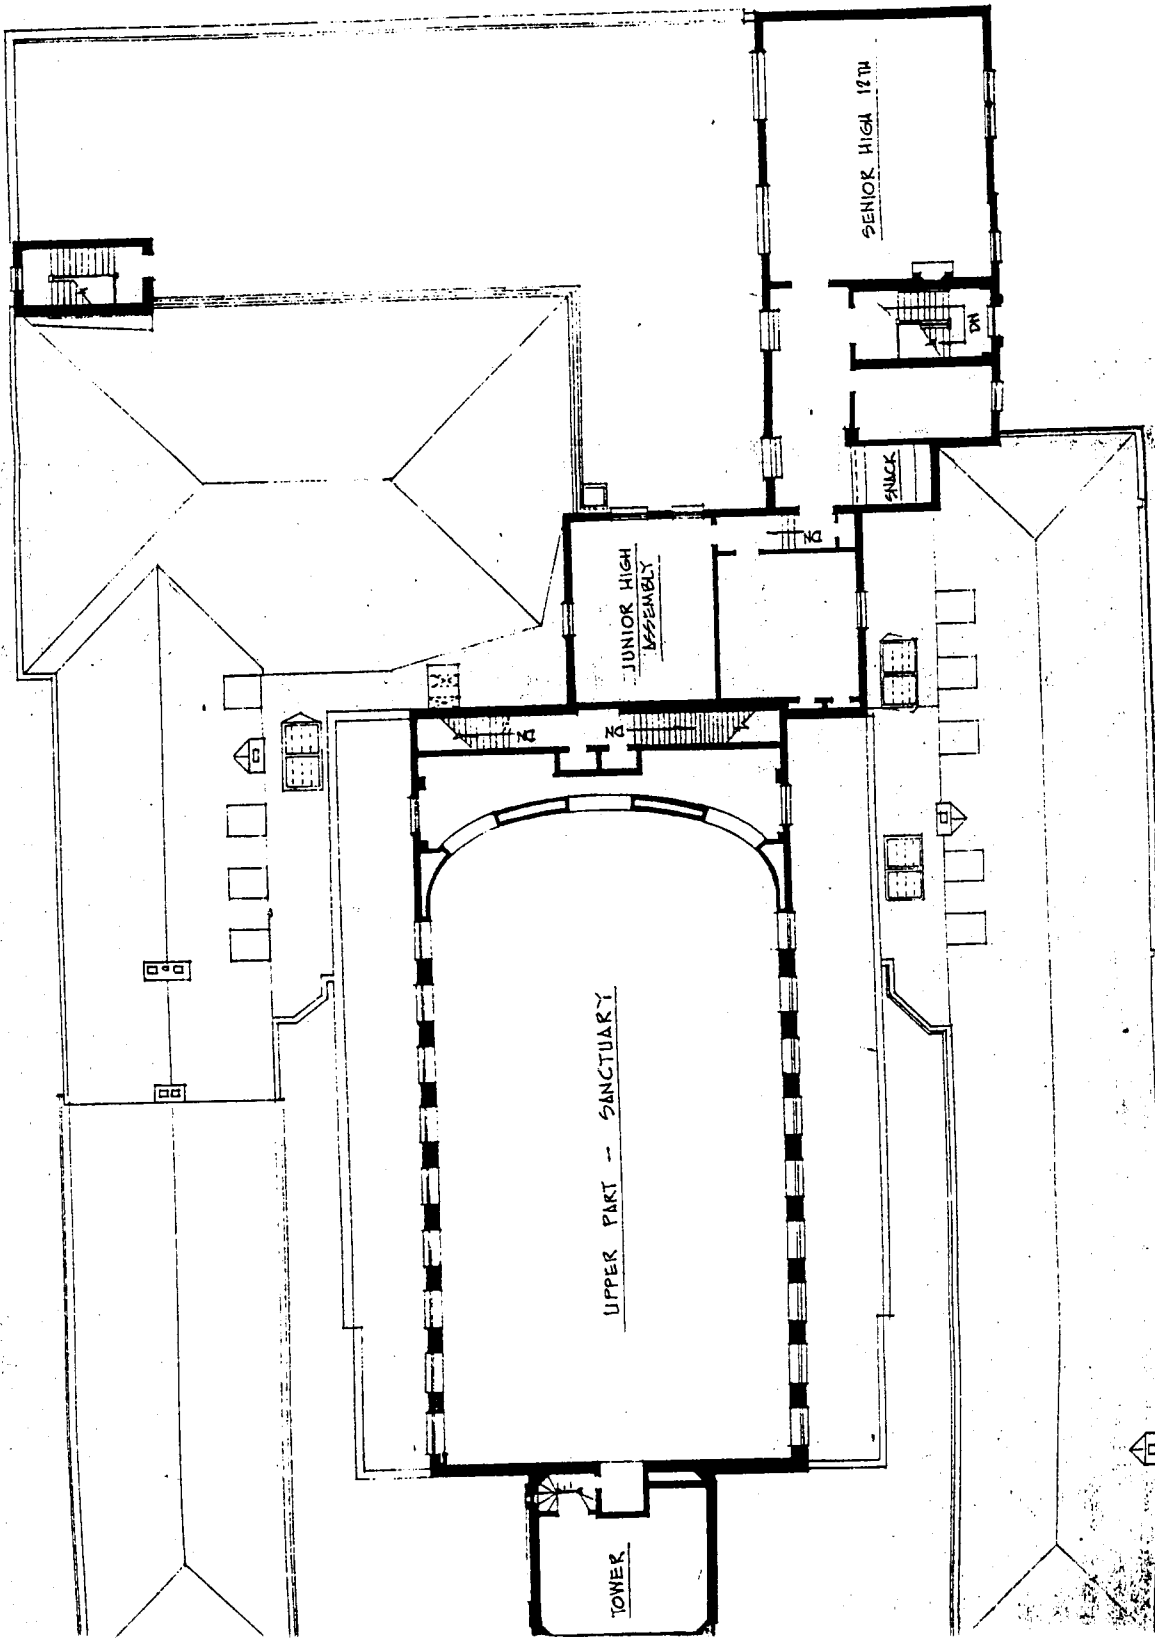 SENIOR HIGH 12TH
DN
SNACK
DN
JUNIOR HIGH
ASSEMBLY
DN
DN
UPPER PART -- SANCTUARY
TOWER